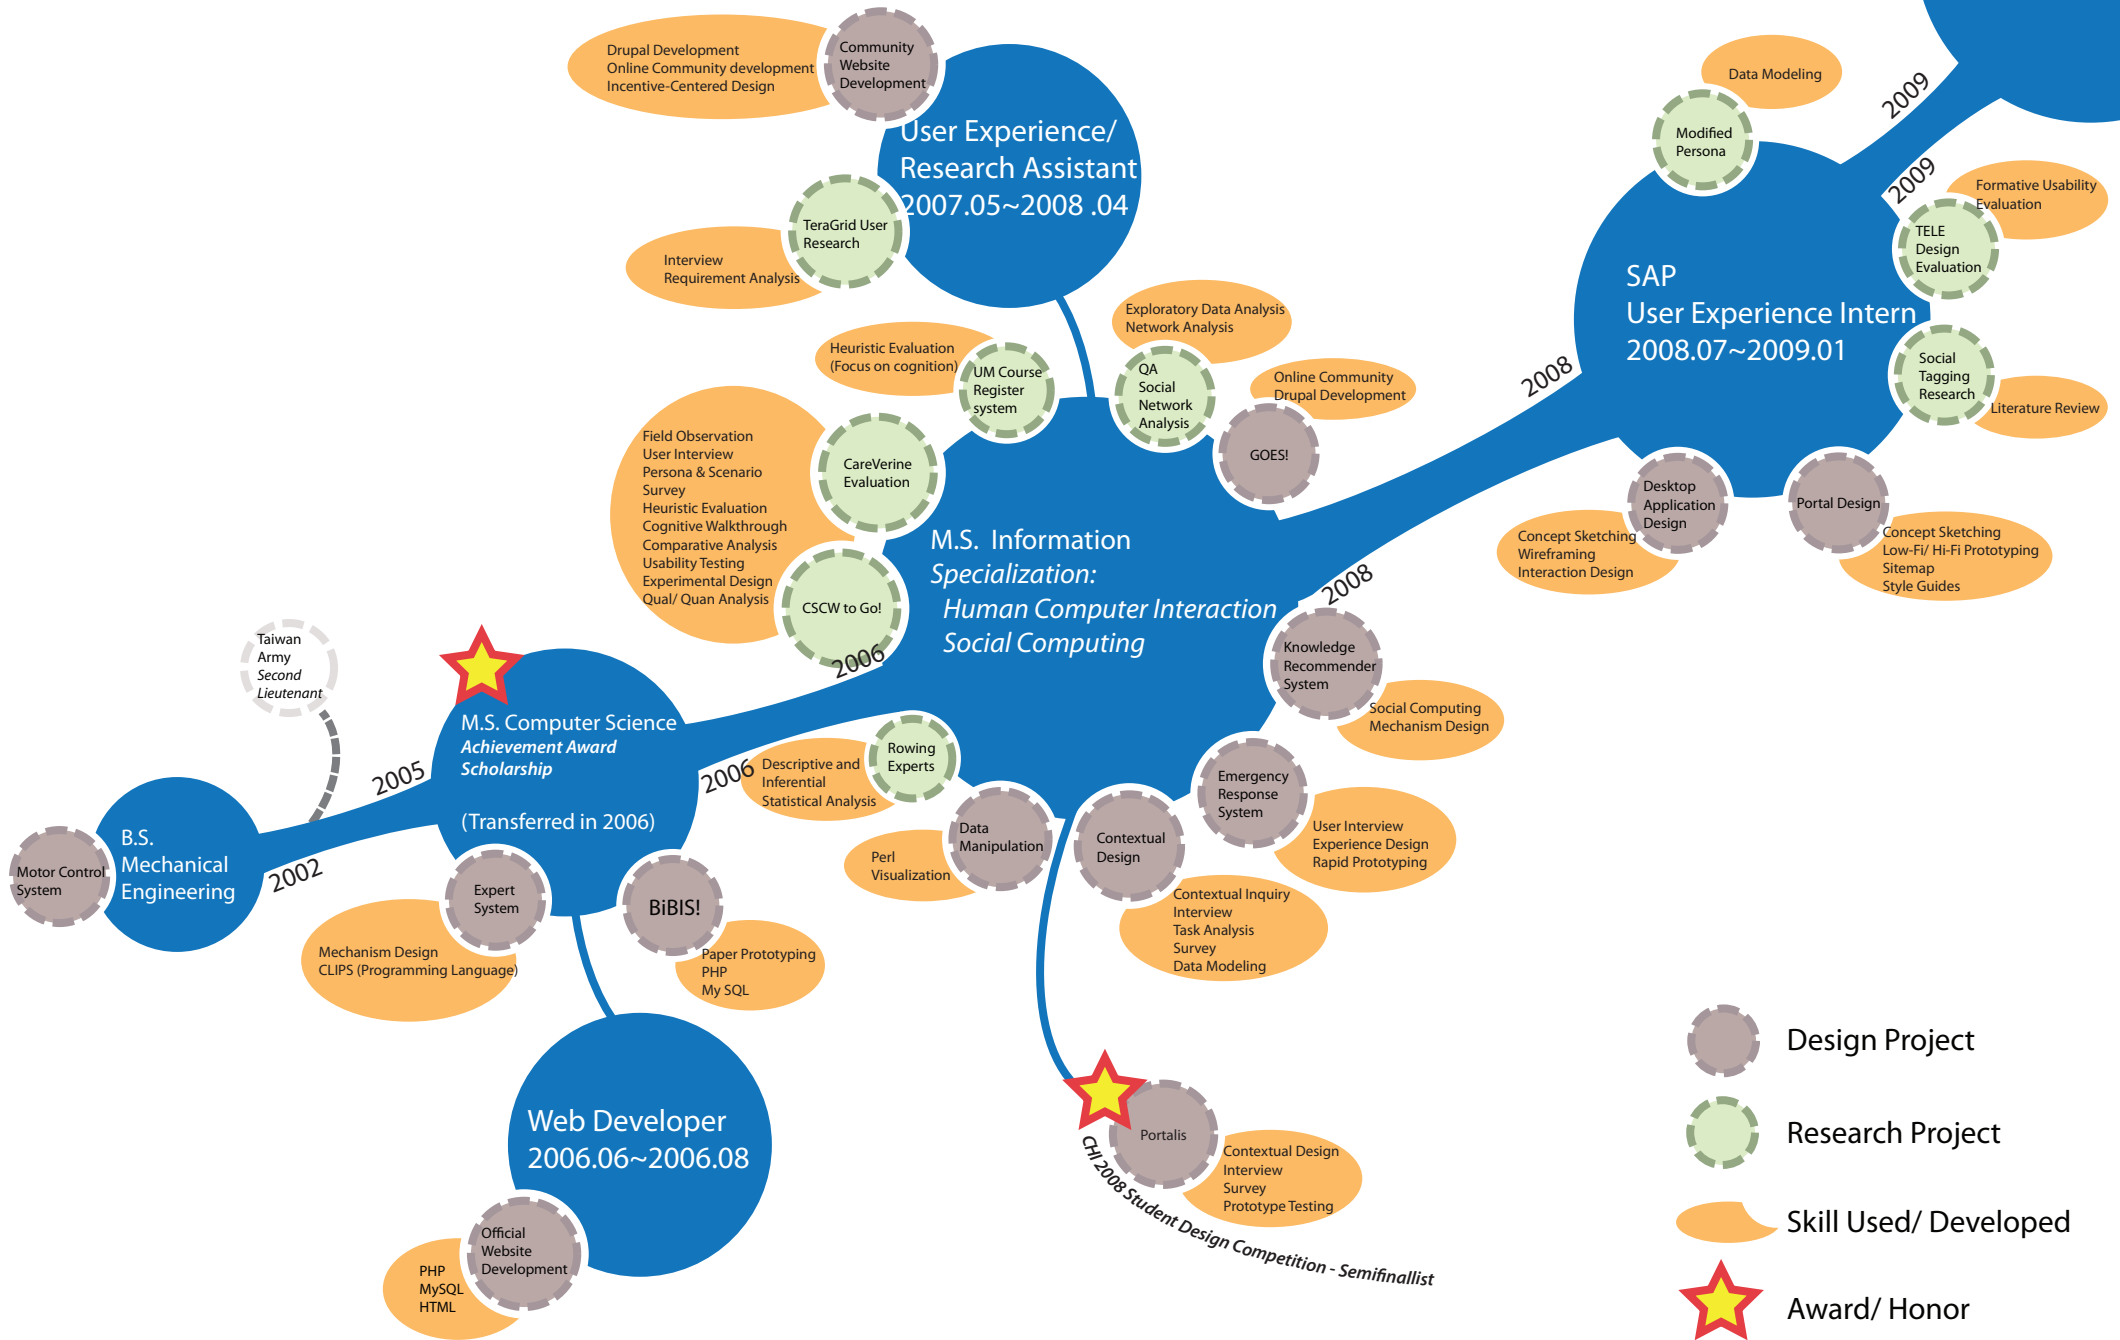 Drupal Development
Online Community development
Incentive-Centered Design
Community
Website
Development
User Experience/
Research Assistant
2007.05~2008 .04
TeraGrid User
Research
Interview
Requirement Analysis
Data Modeling
Modified
Persona
2009
2009
Formative Usability
Evaluation
TELE
Design
Evaluation
SAP
User Experience Intern
2008.07~2009.01
Social
Tagging
Research
Literature Review
Desktop
Application
Design
Concept Sketching
Wireframing
Interaction Design
Portal Design
Concept Sketching
Low-Fi/ Hi-Fi Prototyping
Sitemap
Style Guides
2008
2008
Exploratory Data Analysis
Network Analysis
QA
Social
Network
Analysis
Online Community
Drupal Development
GOES!
Heuristic Evaluation
(Focus on cognition)
UM Course
Register
system
Field Observation
User Interview
Persona & Scenario
Survey
Heuristic Evaluation
Cognitive Walkthrough
Comparative Analysis
Usability Testing
Experimental Design
Qual/ Quan Analysis
CareVerine
Evaluation
CSCW to Go!
M.S.  Information
Specialization:
Human Computer Interaction
Social Computing
Knowledge
Recommender
System
Social Computing
Mechanism Design
Emergency
Response
System
User Interview
Experience Design
Rapid Prototyping
Contextual
Design
Contextual Inquiry
Interview
Task Analysis
Survey
Data Modeling
Data
Manipulation
Perl
Visualization
Rowing
Experts
Descriptive and
Inferential
Statistical Analysis
2006
2006
Taiwan
Army
Second
Lieutenant
M.S. Computer Science
Achievement Award
Scholarship
(Transferred in 2006)
2005
2002
B.S.
Mechanical
Engineering
Motor Control
System
Expert
System
Mechanism Design
CLIPS (Programming Language)
BiBIS!
Paper Prototyping
PHP
My SQL
Web Developer
2006.06~2006.08
Official
Website
Development
PHP
MySQL
HTML
Portalis
Contextual Design
Interview
Survey
Prototype Testing
CHI 2008 Student Design Competition - Semifinallist
Design Project
Research Project
Skill Used/ Developed
Award/ Honor